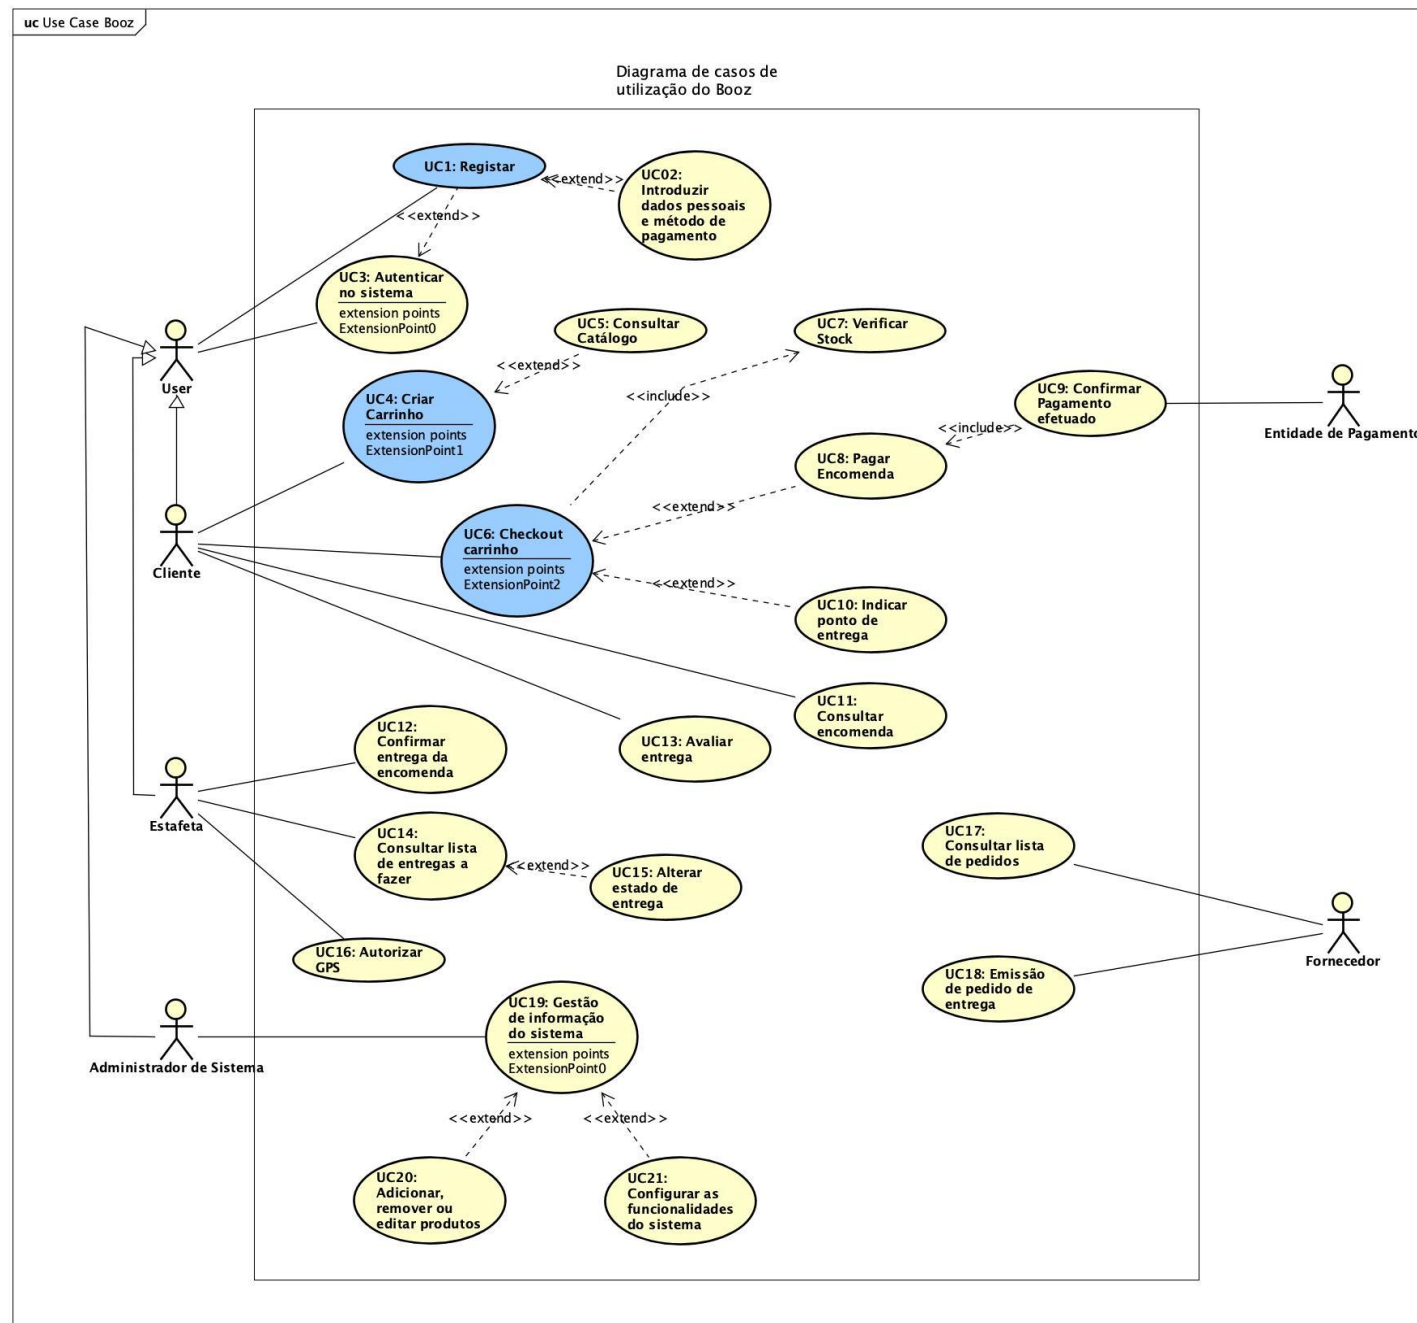 uc Use Case Booz
Diagrama de casos de
utilização do Booz
UC1: Registar
<<extend>>
UC02:
Introduzir
dados pessoais
e método de
pagamento
<<extend>>
UC3: Autenticar
no sistema
extension points
ExtensionPoint0
User
UC5: Consultar
Catálogo
<<extend>>
UC7: Verificar
Stock
UC4: Criar
Carrinho
extension points
ExtensionPoint1
<<include>>
UC9: Confirmar
Pagamento
efetuado
Entidade de Pagamento
<<include>>
UC8: Pagar
Encomenda
<<extend>>
Cliente
UC6: Checkout
carrinho
extension points
ExtensionPoint2
<<extend>>
UC10: Indicar
ponto de
entrega
UC11:
Consultar
encomenda
UC12:
Confirmar
entrega da
encomenda
UC13: Avaliar
entrega
Estafeta
UC14:
Consultar lista
de entregas a
fazer
<<extend>>
UC15: Alterar
estado de
entrega
UC17:
Consultar lista
de pedidos
UC16: Autorizar
GPS
Fornecedor
UC18: Emissão
de pedido de
entrega
Administrador de Sistema
UC19: Gestão
de informação
do sistema
extension points
ExtensionPoint0
<<extend>>
<<extend>>
UC20:
Adicionar,
remover ou
editar produtos
UC21:
Configurar as
funcionalidades
do sistema